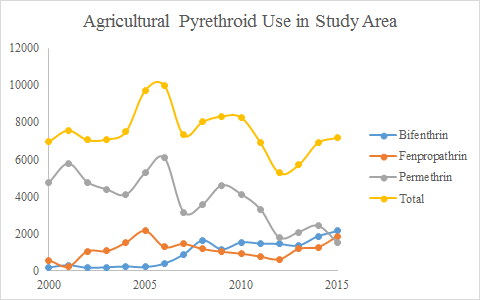 Agricultural Pyrethroid Use in Study Area
12000
10000
8000
6000
4000
2000
0
2000 2005 2010 2015
Bifenthrin
Fenpropathrin
Permethrin
Total